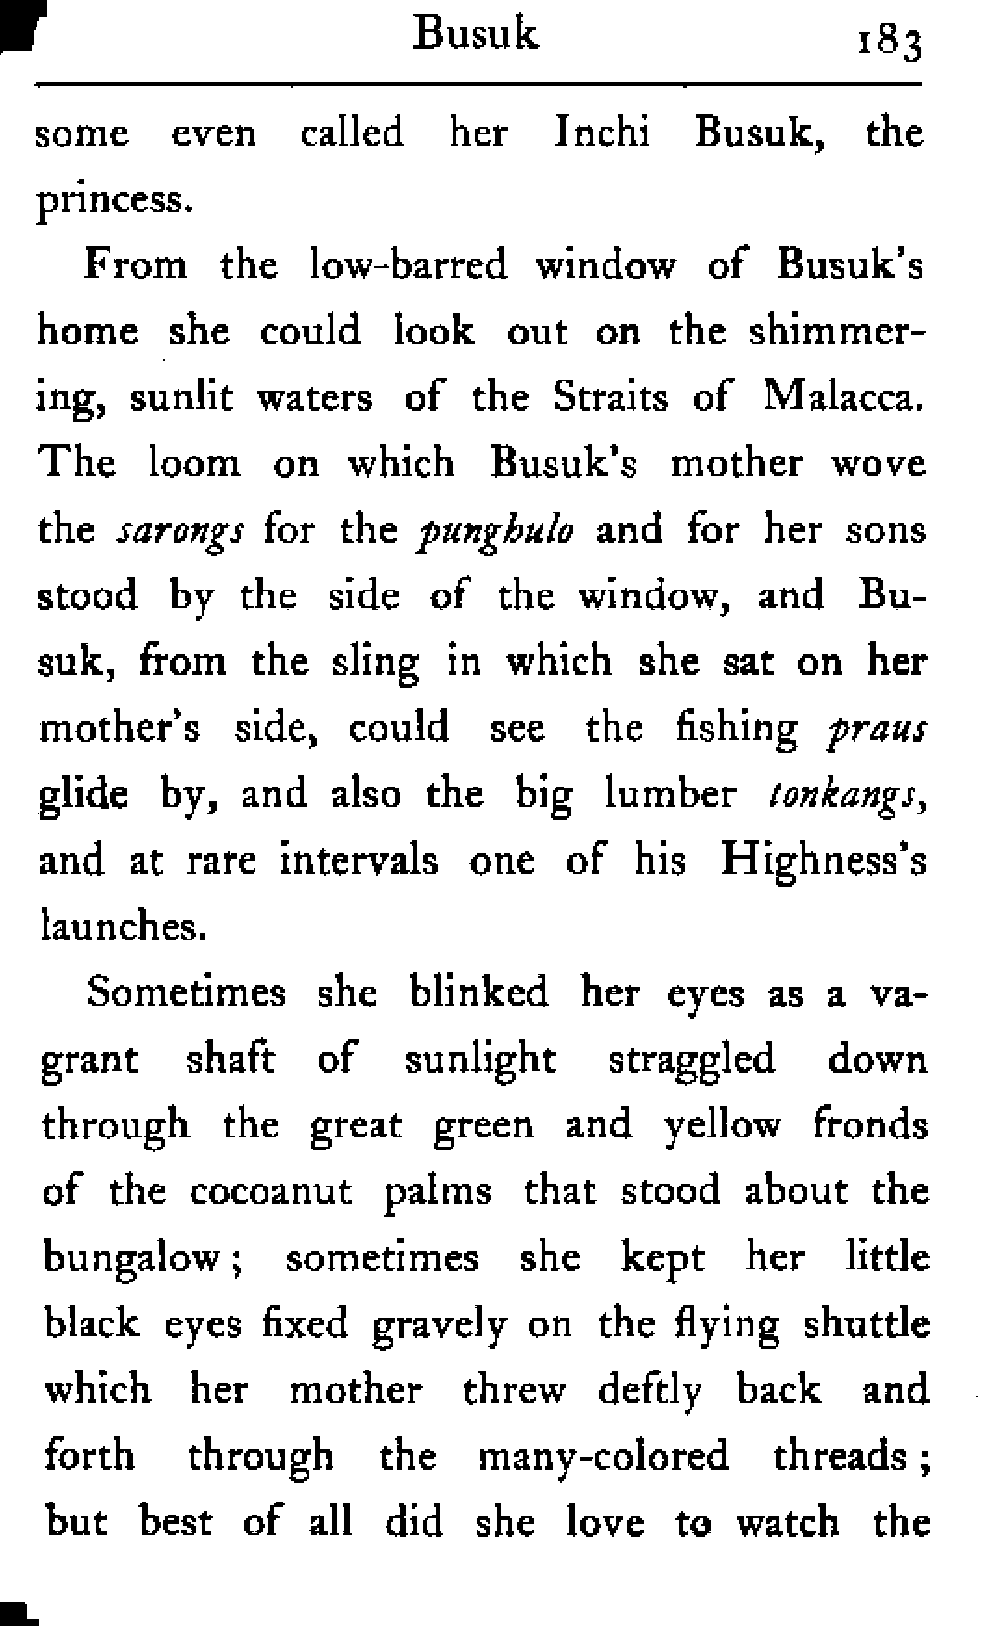 Busuk 183
some even called her Inchi Busuk, the
princess.
From the low-barred window of Busuk's
home she could look out on the shimmer-
ing, sunlit waters of the Straits of Malacca.
The loom on which Busuk's mother wove
the sarongs for the punghulo and for her sons
stood by the side of the window, and Bu-
suk, from the sling in which she sat on her
mother's side, could see the fishing praus
glide by, and also the big lumber tonkangs,
and at rare intervals one of his Highness's
launches.
Sometimes she blinked her eyes as a va-
grant shaft of sunlight straggled down
through the great green and yellow fronds
of the cocoanut palms that stood about the
bungalow ; sometimes she kept her little
black eyes fixed gravely on the flying shuttle
which her mother threw deftly back and
forth through the many-colored threads ;
but best of all did she love to watch the